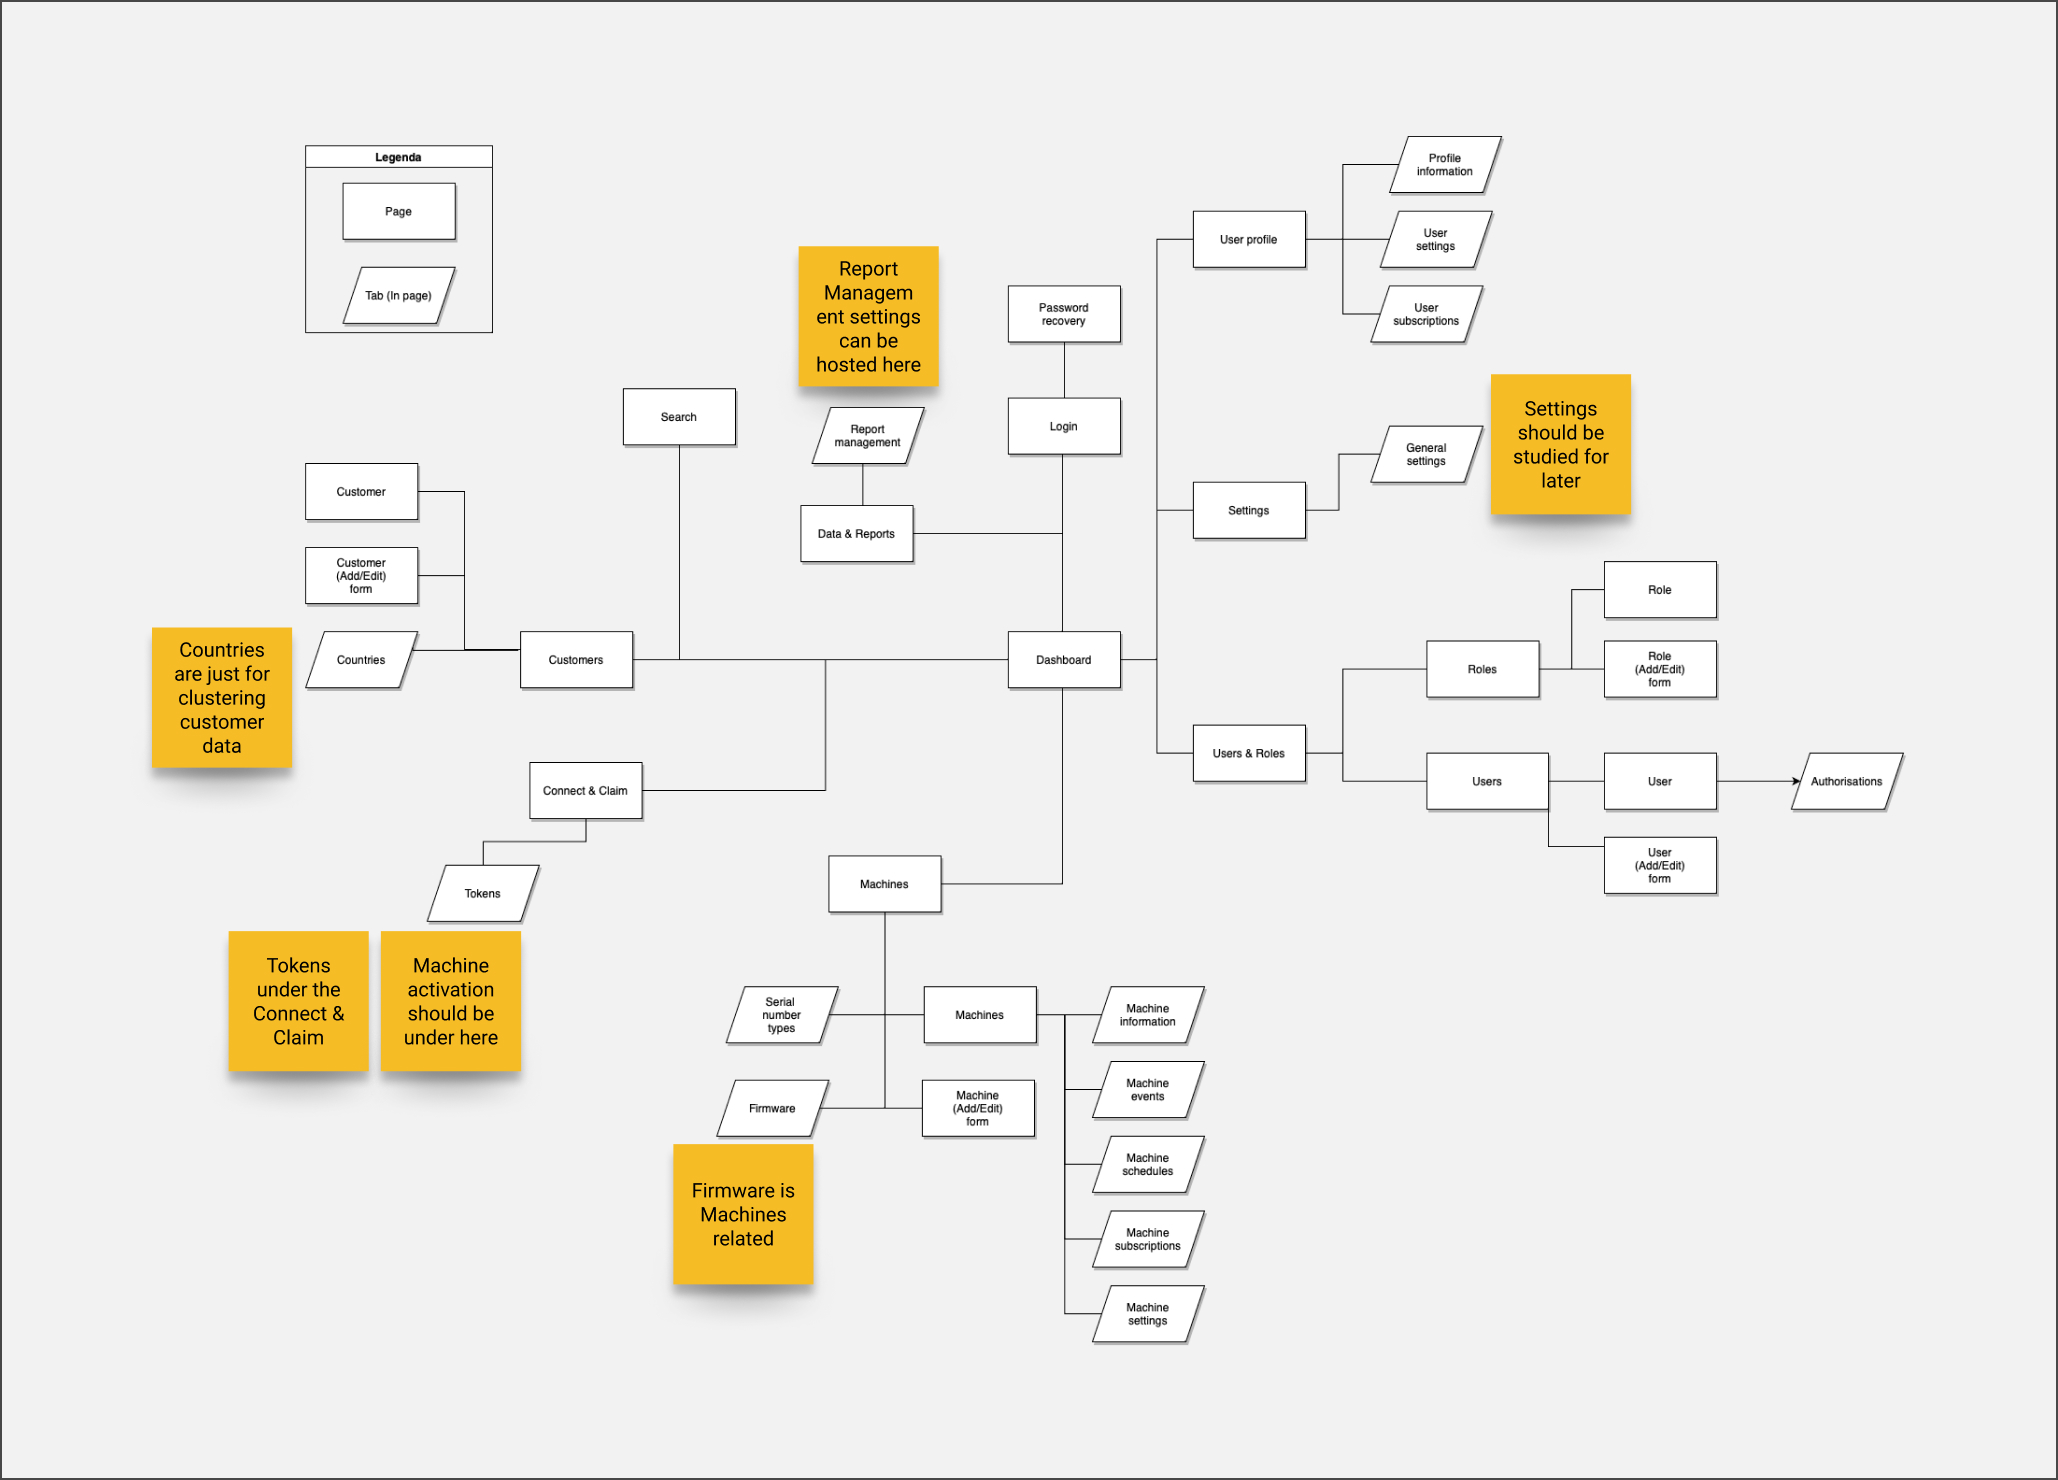 Legenda
Page
Tab (In page)
Profile
information
User profile
User
settings
User
subscriptions
Report
Managem
ent settings
can be
hosted here
Password
recovery
Search
Report
management
Login
General
settings
Settings
should be
studied for
later
Customer
Data & Reports
Settings
Customer
(Add/Edit)
form
Role
Countries
are just for
clustering
customer
data
Countries
Customers
Dashboard
Roles
Role
(Add/Edit)
form
Users & Roles
Users
User
Authorisations
Connect & Claim
User
(Add/Edit)
form
Tokens
Machines
Tokens
under the
Connect &
Claim
Machine
activation
should be
under here
Serial
number
types
Machines
Machine
information
Firmware
Machine
(Add/Edit)
form
Machine
events
Machine
schedules
Firmware is
Machines
related
Machine
subscriptions
Machine
settings